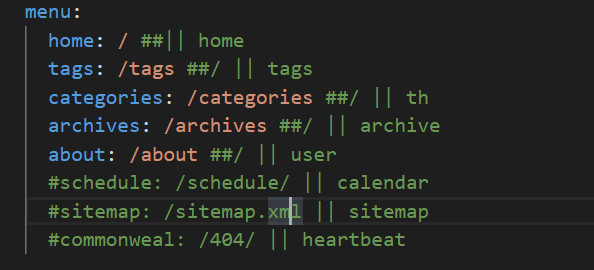 menu:
home: / ##|| home
tags: /tags ##/ || tags
categories: /categories ##/ || th
archives: /archives ##/ || archive
about: /about ##/ || user
#schedule: /schedule/ || calendar
#sitemap: /sitemap.xml || sitemap
#commonweal: /404/ || heartbeat